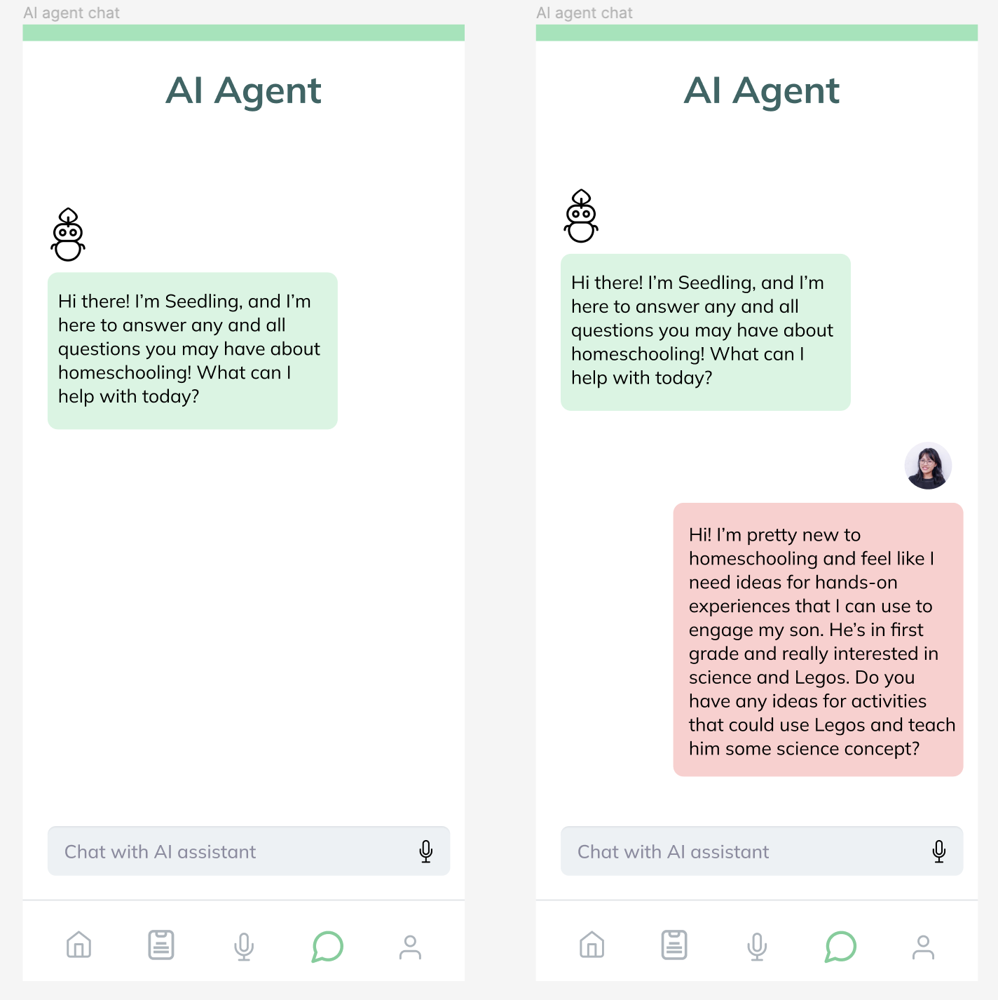 AI agent chat
AI Agent
Hi there! I’m Seedling, and I’m
here to answer any and all
questions you may have about
homeschooling! What can I
help with today?
Chat with AI assistant
AI agent chat
AI Agent
Hi there! I’m Seedling, and I’m
here to answer any and all
questions you may have about
homeschooling! What can I
help with today?
Hi! I’m pretty new to
homeschooling and feel like I
need ideas for hands-on
experiences that I can use to
engage my son. He’s in first
grade and really interested in
science and Legos. Do you
have any ideas for activities
that could use Legos and teach
him some science concept?
Chat with AI assistant